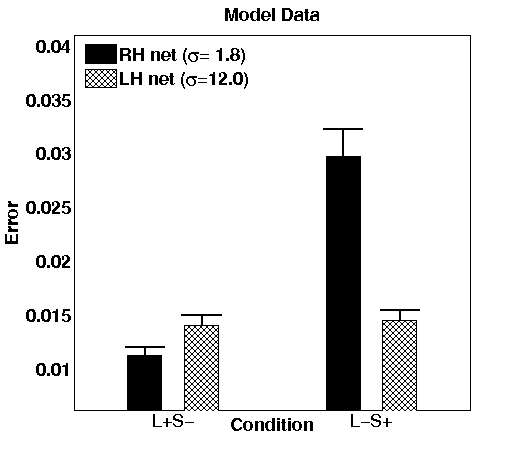 Model Data
0.04
0.035
0.03
0.025
0.02
0.015
0.01
Error
RH net (σ= 1.8)
LH net (σ=12.0)
L+S−
L−S+
Condition